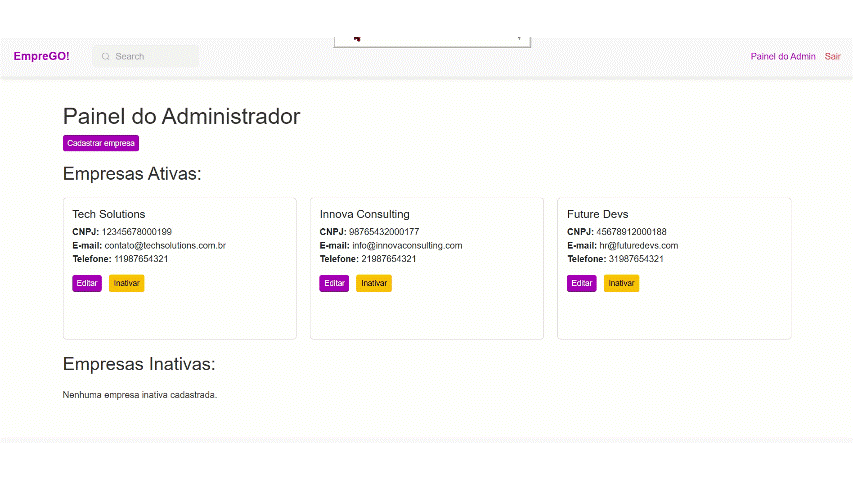 EmpreGO!
Search
Painel do Admin
Sair
Painel do Administrador
Cadastrar empresa
Empresas Ativas:
Tech Solutions
CNPJ: 12345678000199
E-mail: contato@techsolutions.com.br
Telefone: 11987654321
Editar
Inativar
Innova Consulting
CNPJ: 98765432000177
E-mail: info@innovaconsulting.com
Telefone: 21987654321
Editar
Inativar
Future Devs
CNPJ: 45678912000188
E-mail: hr@futuredevs.com
Telefone: 31987654321
Editar
Inativar
Empresas Inativas:
Nenhuma empresa inativa cadastrada.